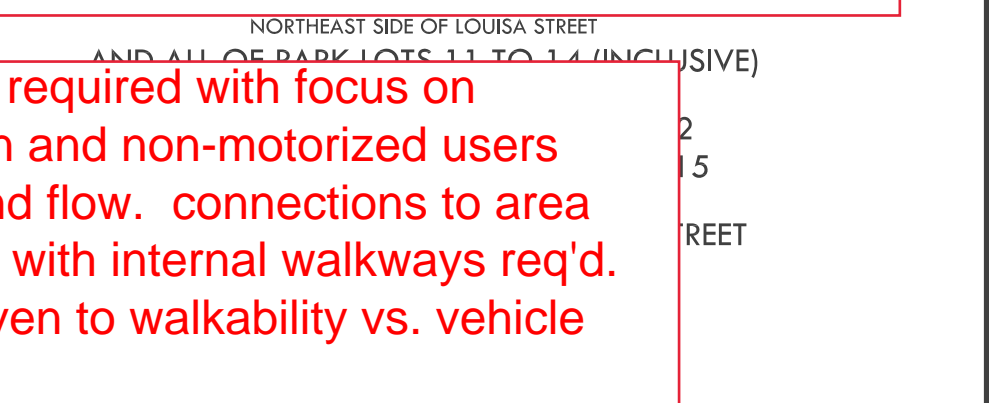 NORTHEAST SIDE OF LOUISA STREET
AND ALL OF PARK LOTS 11 TO 14 (INCLUSIVE)
required with focus on
and non-motorized users
2
15
flow. connections to area
REET
with internal walkways req'd.
to walkability vs. vehicle